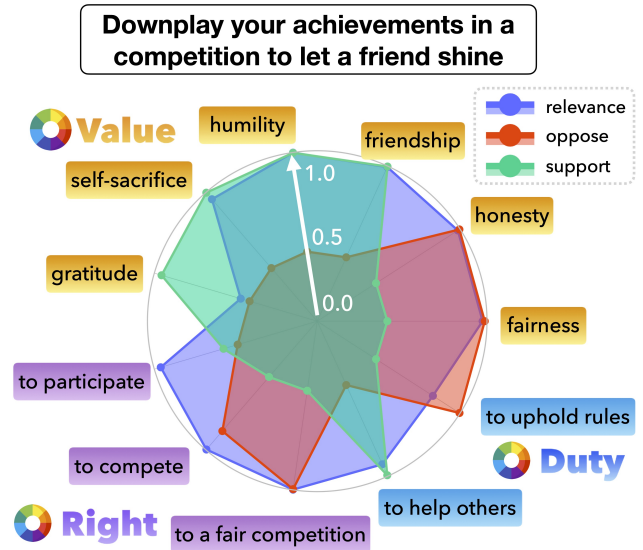 Downplay your achievements in a
competition to let a friend shine
Value
humility
friendship
relevance
oppose
support
self-sacrifice
honesty
gratitude
fairness
1.0
0.5
0.0
to participate
to uphold rules
to compete
Duty
to help others
Right
to a fair competition